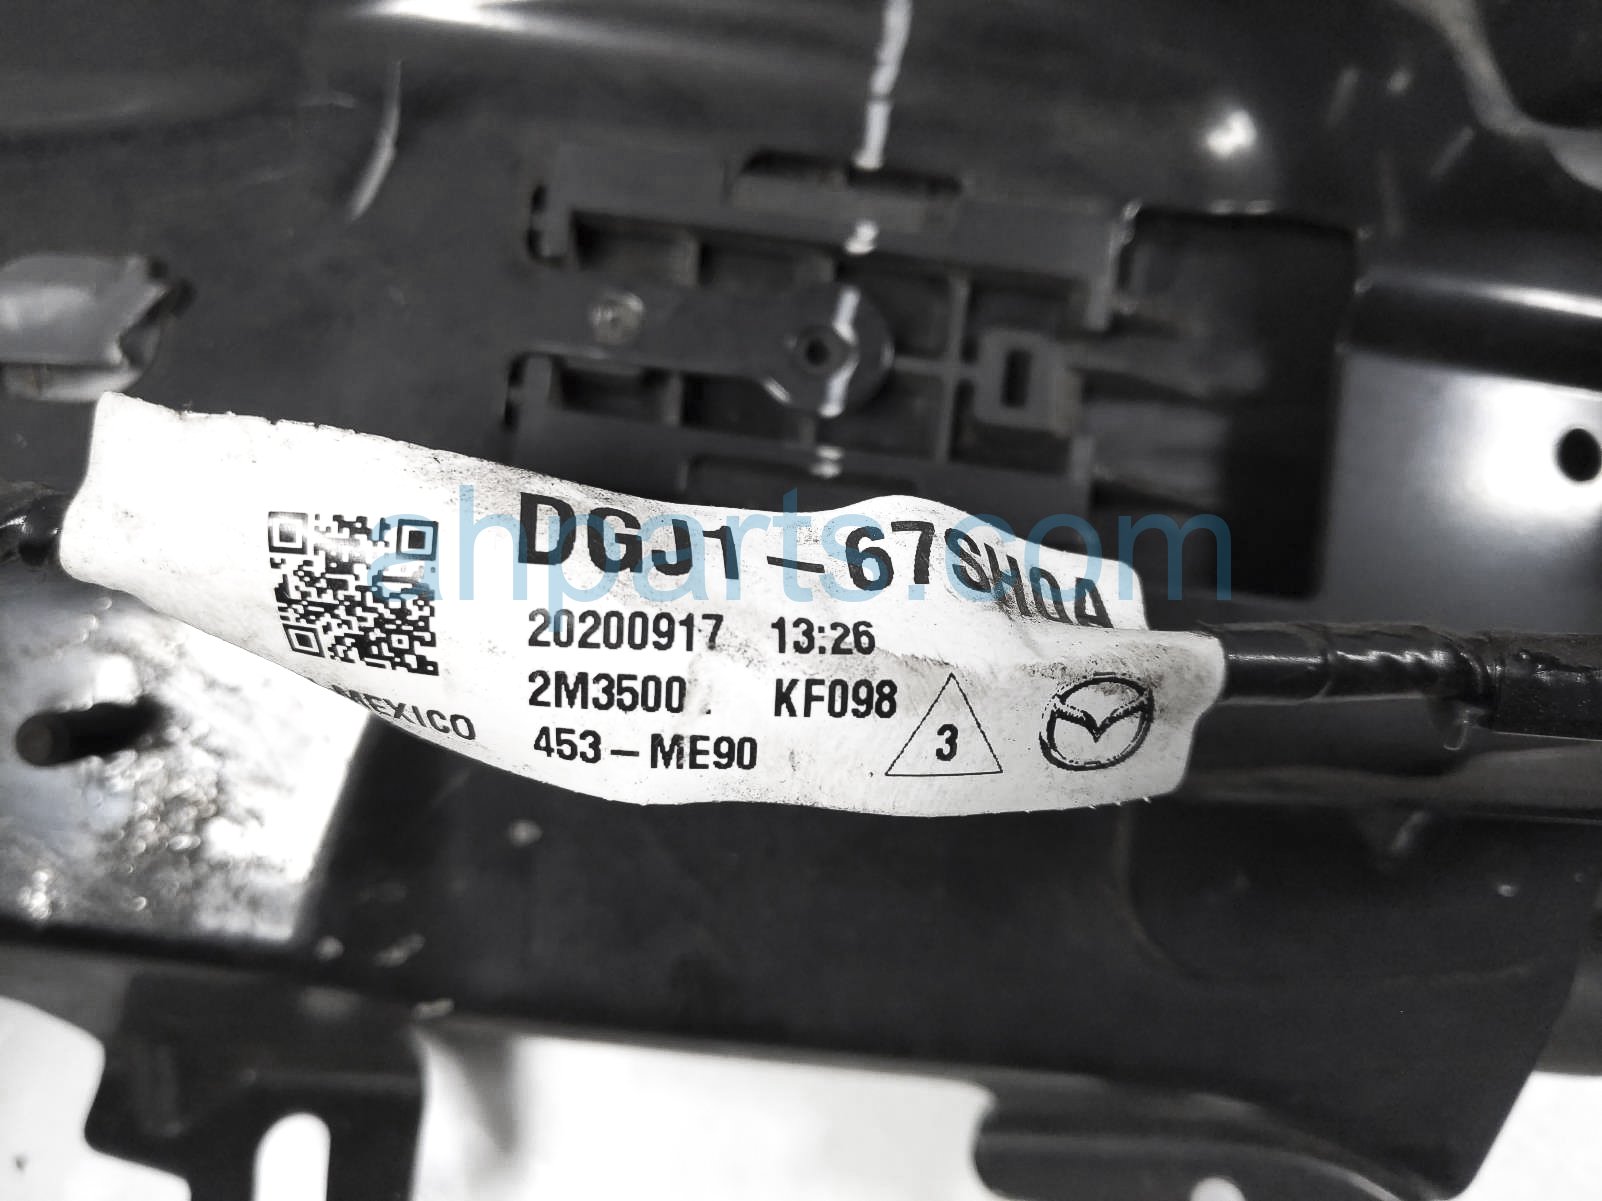 DGJ1-67SH0A
20200917 13:26
2M3500 KF098
453-ME90
3
MEXICO
ahparts.com